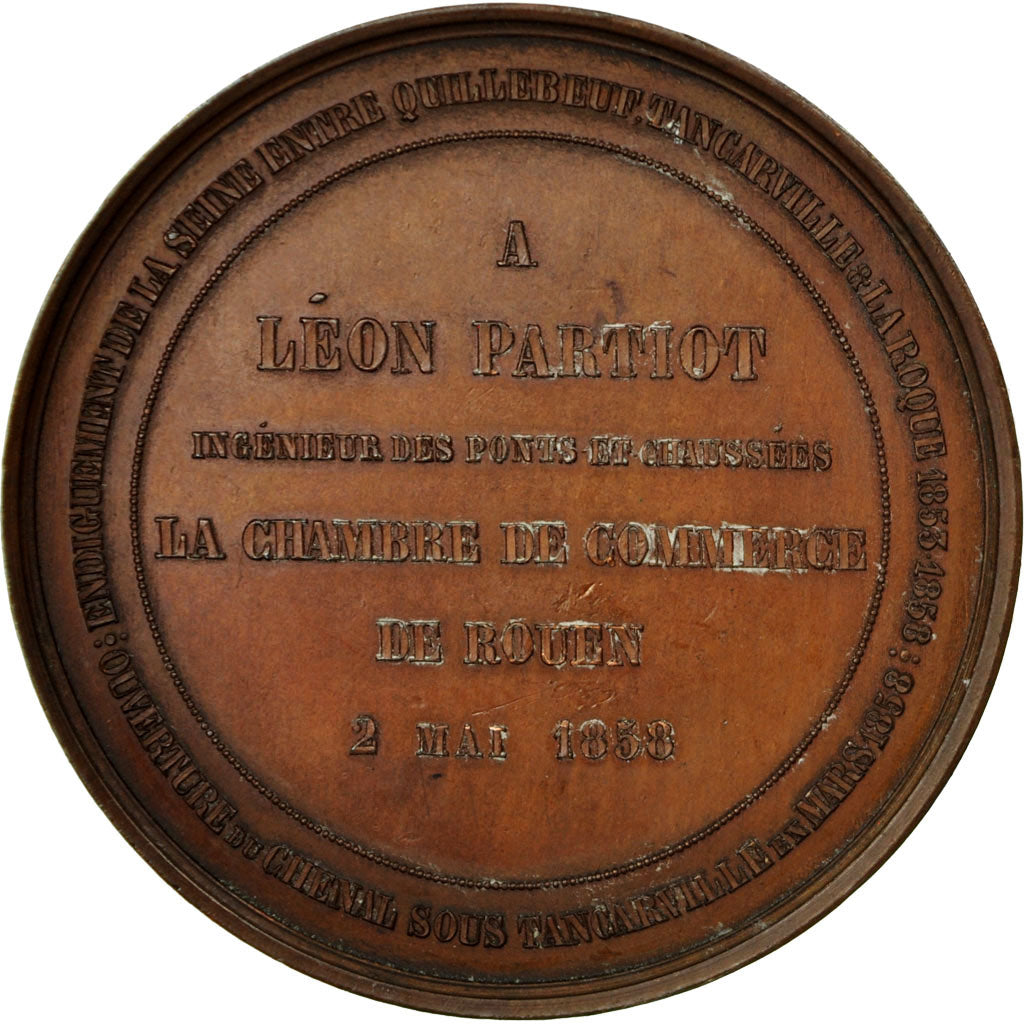 ENDIGUEMENT DE LA SEINE ENTRE QUILLEBEUF, TANCARVILLE & LA ROQUE 1853-1858 :
OUVERTURE DU CHENAL SOUS TANCARVILLE EN MARS 1858 :
A
LÉON PARTIOT
INGÉNIEUR DES PONTS ET CHAUSSÉES
LA CHAMBRE DE COMMERCE
DE ROUEN
2 MAI 1858